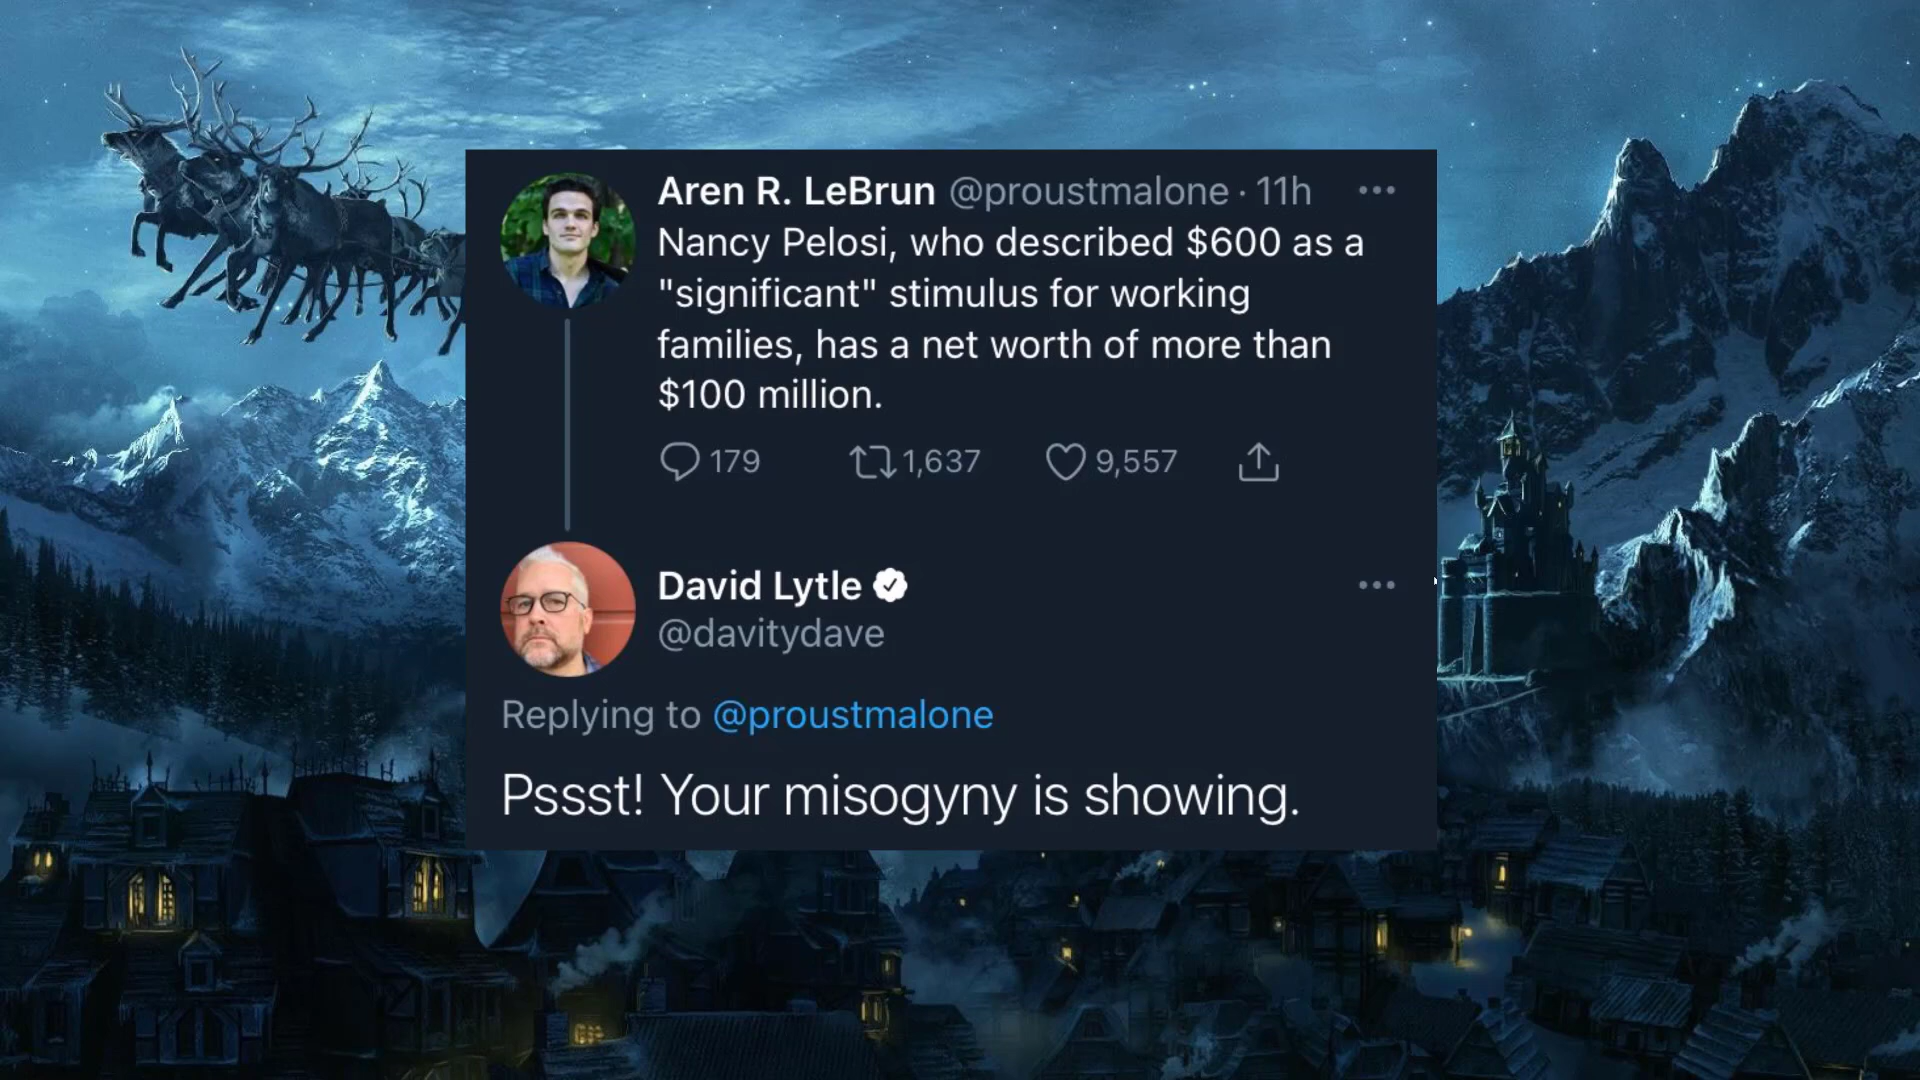 Aren R. LeBrun @proustmalone · 11h
Nancy Pelosi, who described $600 as a
"significant" stimulus for working
families, has a net worth of more than
$100 million.
179 1,637 9,557
David Lytle
@davitydave
Replying to @proustmalone
Pssst! Your misogyny is showing.